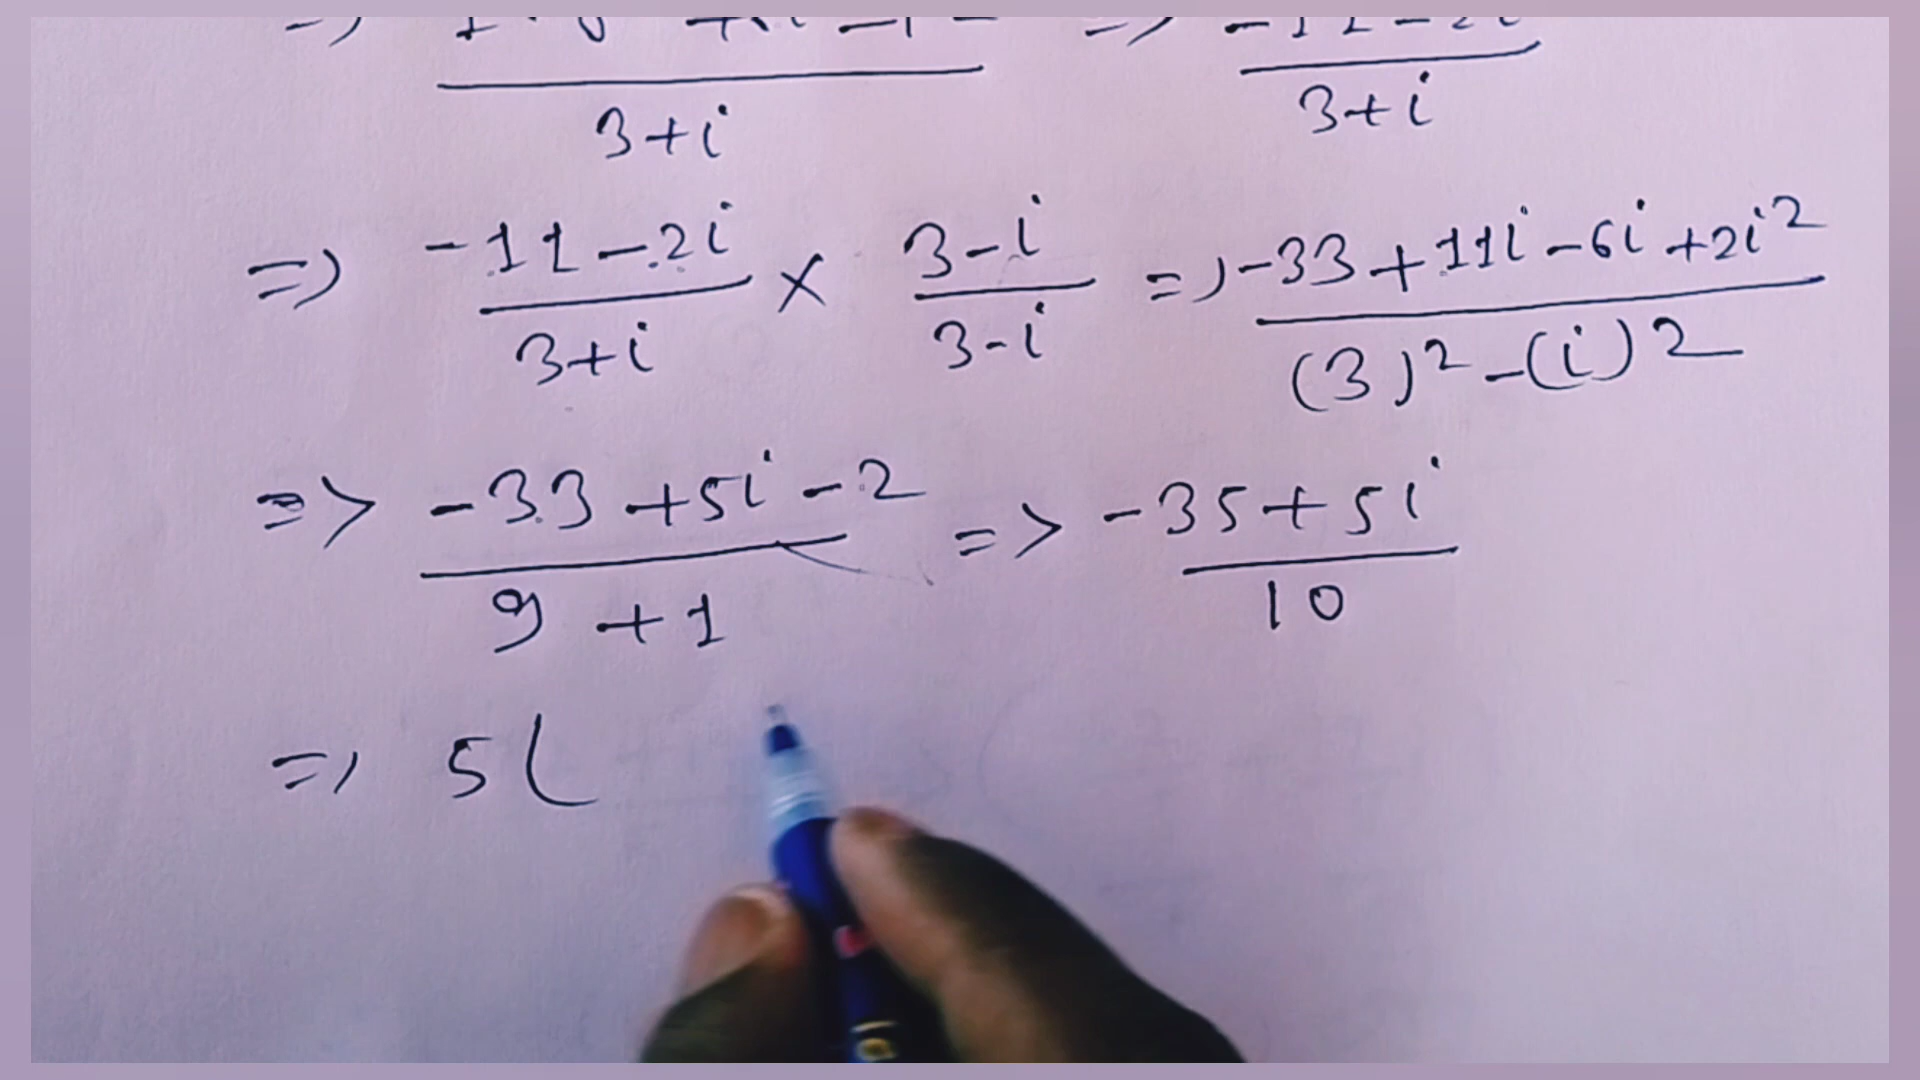 3+i 3+i
=> -11-2i/3+i × 3-i/3-i => -33+11i-6i+2i²/(3)²-(i)²
=> -33+5i-2/9+1 => -35+5i/10
=> 5(